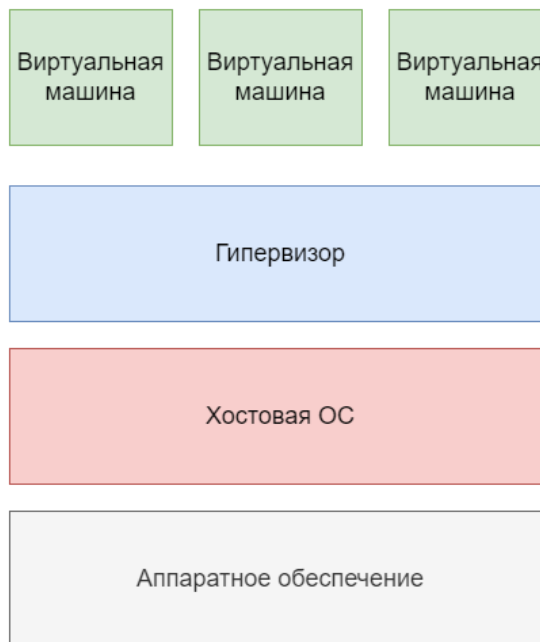 Виртуальная
машина
Виртуальная
машина
Виртуальная
машина
Гипервизор
Хостовая ОС
Аппаратное обеспечение